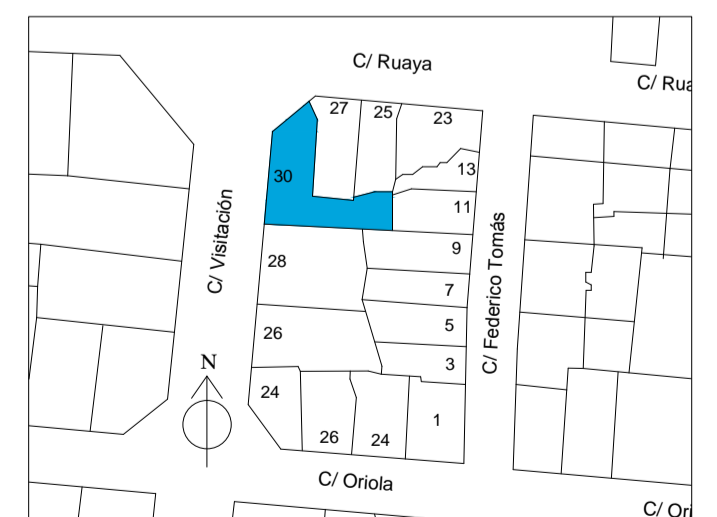 C/ Ruaya
C/ Rua
27
25
23
13
30
11
C/ Visitación
C/ Federico Tomás
9
28
7
5
26
3
N
24
1
26
24
C/ Oriola
C/ Ori